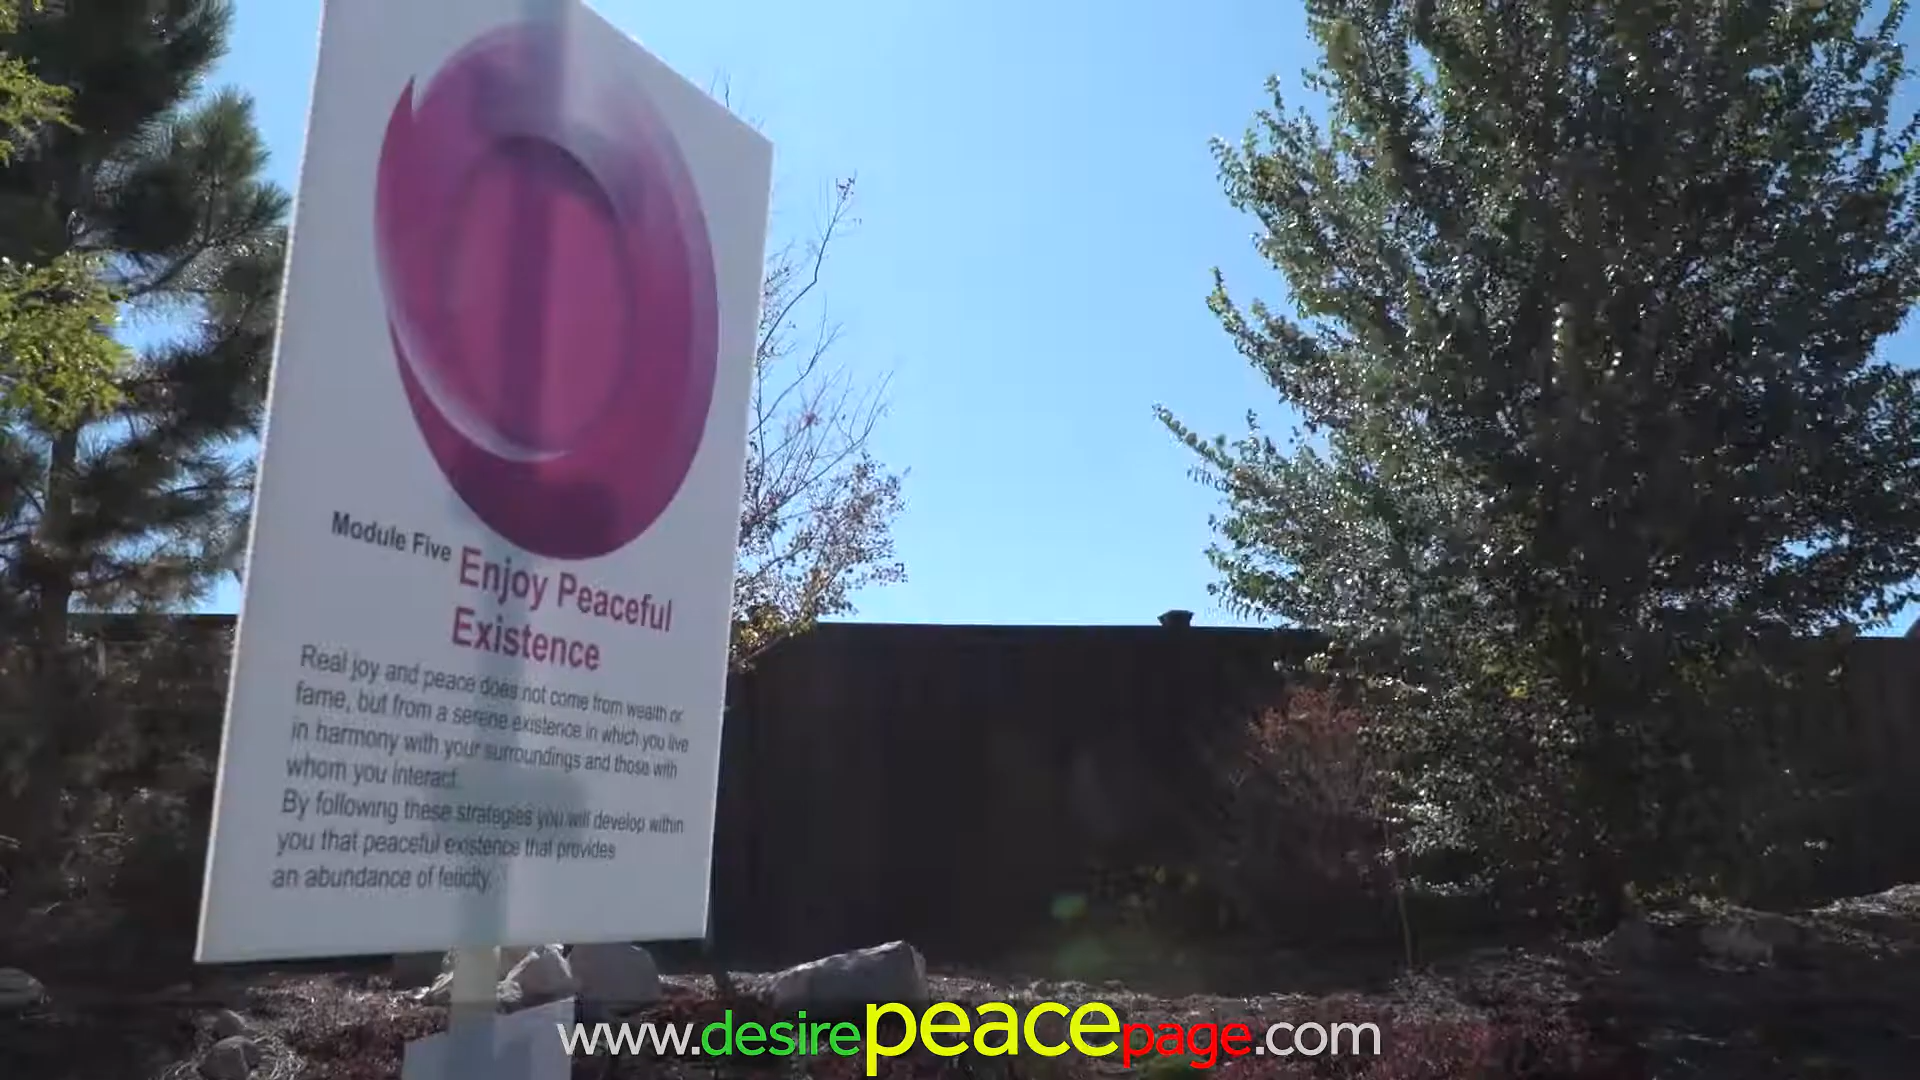 Module Five Enjoy Peaceful
Existence
Real joy and peace does not come from wealth or
fame, but from a serene existence in which you live
in harmony with your surroundings and those with
whom you interact.
By following these strategies you will develop within
you that peaceful existence that provides
an abundance of felicity.
www.desirepeacepage.com